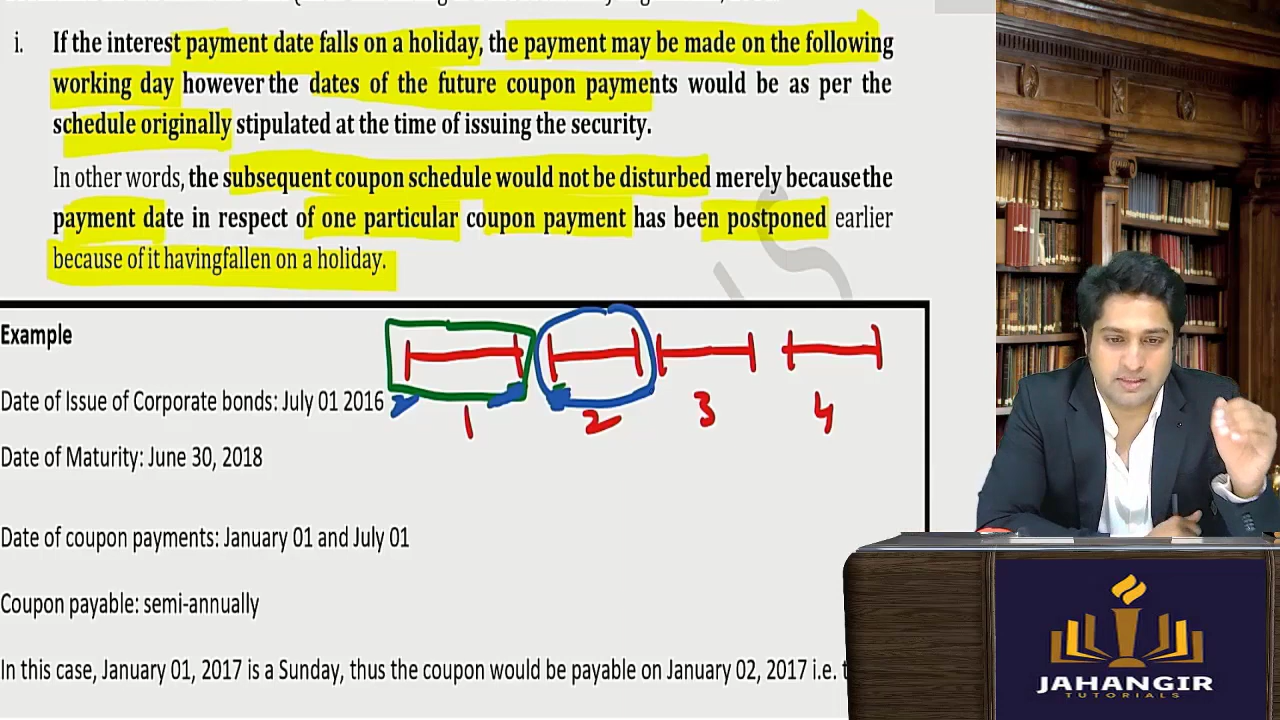 i. If the interest payment date falls on a holiday, the payment may be made on the following
working day however the dates of the future coupon payments would be as per the
schedule originally stipulated at the time of issuing the security.
In other words, the subsequent coupon schedule would not be disturbed merely because the
payment date in respect of one particular coupon payment has been postponed earlier
because of it havingfallen on a holiday.
Example
Date of Issue of Corporate bonds: July 01 2016
1 2 3 4
Date of Maturity: June 30, 2018
Date of coupon payments: January 01 and July 01
Coupon payable: semi-annually
In this case, January 01, 2017 is a Sunday, thus the coupon would be payable on January 02, 2017 i.e.
JAHANGIR
TUTORIALS